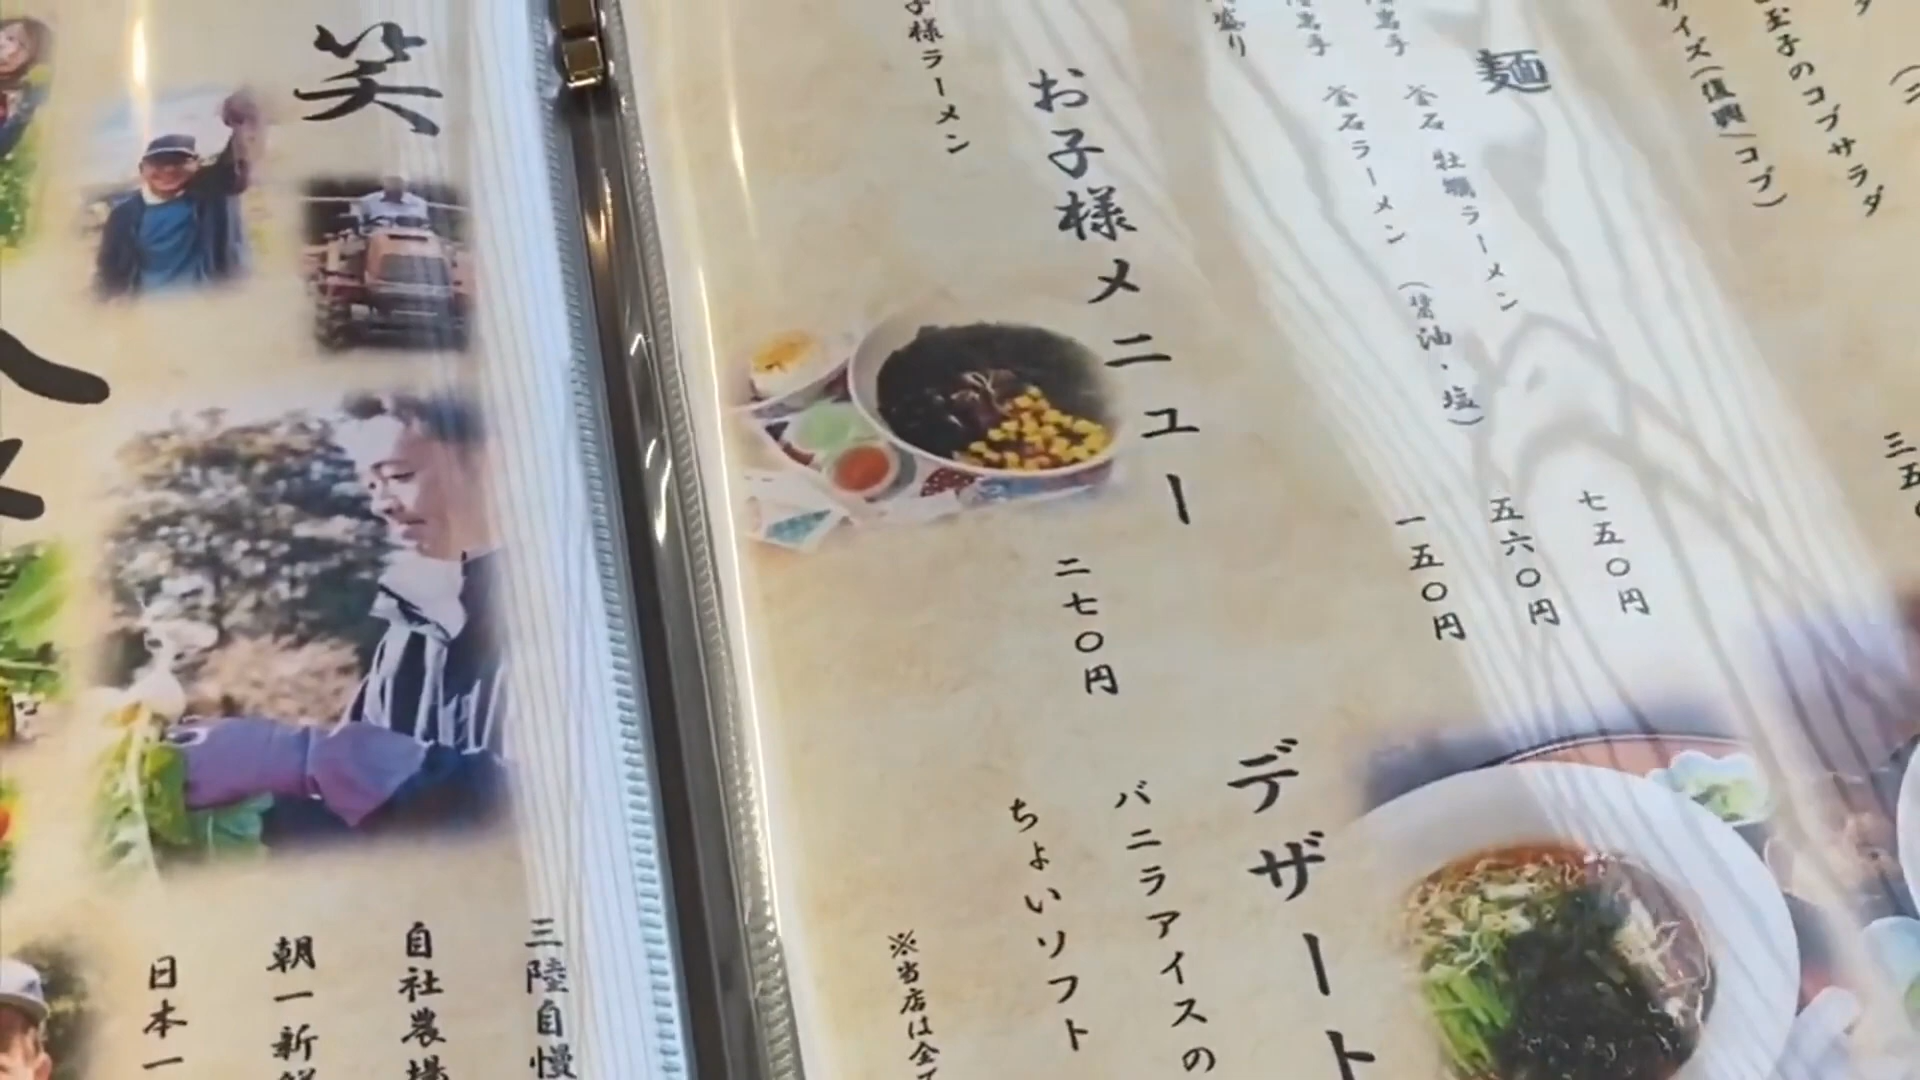 サイズ(復興コブ)
玉子のコブサラダ
三五
麺
釜石 牡蠣ラーメン
七五〇円
釜石ラーメン (醤油・塩)
五六〇円
盛り
一五〇円
お子様メニュー
子様ラーメン
二七〇円
デザート
バニラアイスの
ちょいソフト
※当店は全て
笑
三陸自慢
自社農場
朝一新鮮
日本一